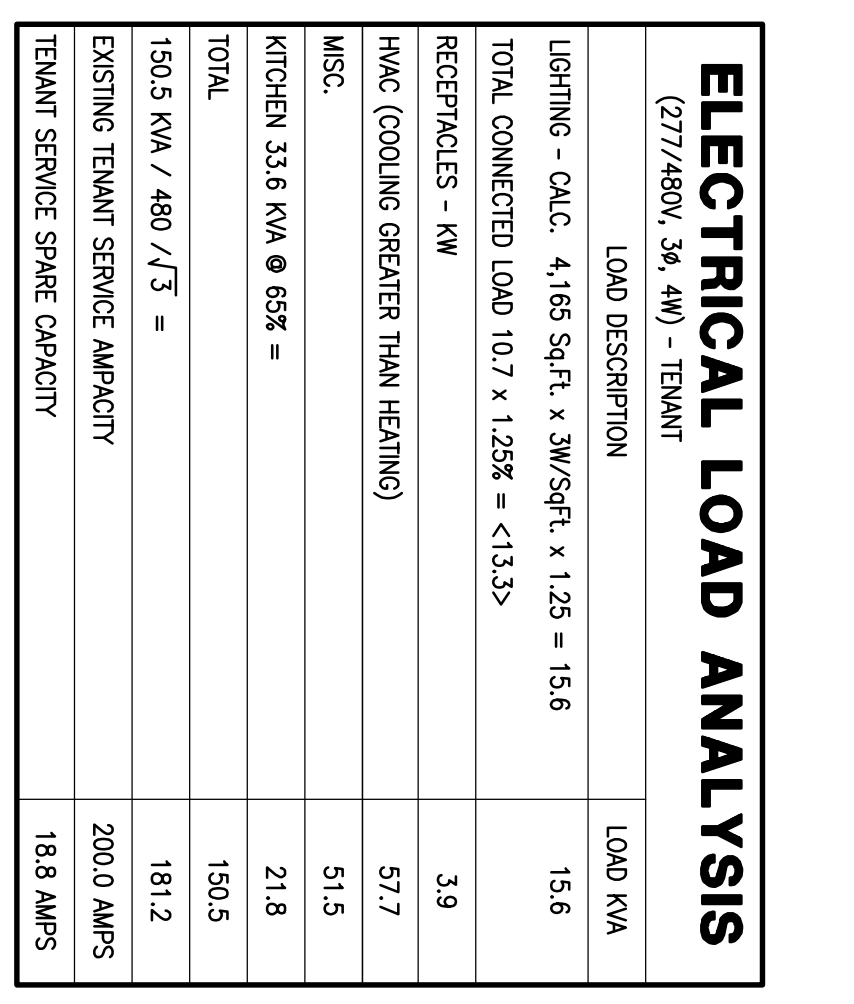 ELECTRICAL LOAD ANALYSIS
(277/480V, 3Ø, 4W) - TENANT
LOAD DESCRIPTION LOAD KVA
LIGHTING - CALC. 4,165 Sq.Ft. x 3W/SqFt. x 1.25 = 15.6 15.6
TOTAL CONNECTED LOAD 10.7 x 1.25% = <13.3>
RECEPTACLES - KW 3.9
HVAC (COOLING GREATER THAN HEATING) 57.7
MISC. 51.5
KITCHEN 33.6 KVA @ 65% = 21.8
TOTAL 150.5
150.5 KVA / 480 /√3 = 181.2
EXISTING TENANT SERVICE AMPACITY 200.0 AMPS
TENANT SERVICE SPARE CAPACITY 18.8 AMPS